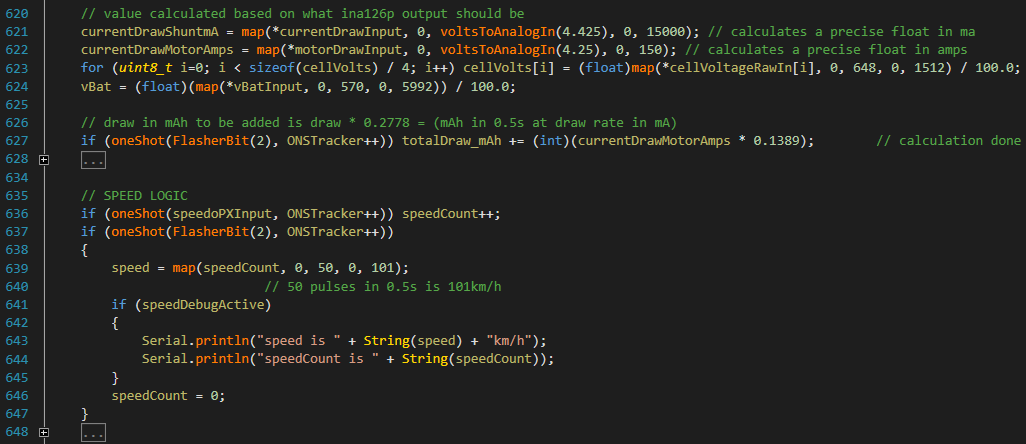 620 // value calculated based on what ina126p output should be
621 currentDrawShuntmA = map(*currentDrawInput, 0, voltsToAnalogIn(4.425), 0, 15000); // calculates a precise float in ma
622 currentDrawMotorAmps = map(*motorDrawInput, 0, voltsToAnalogIn(4.25), 0, 150); // calculates a precise float in amps
623 for (uint8_t i=0; i < sizeof(cellVolts) / 4; i++) cellVolts[i] = (float)map(*cellVoltageRawIn[i], 0, 648, 0, 1512) / 100.0;
624 vBat = (float)(map(*vBatInput, 0, 570, 0, 5992)) / 100.0;
625
626 // draw in mAh to be added is draw * 0.2778 = (mAh in 0.5s at draw rate in mA)
627 if (oneShot(FlasherBit(2), ONSTracker++)) totalDraw_mAh += (int)(currentDrawMotorAmps * 0.1389); // calculation done
628 ...
634
635 // SPEED LOGIC
636 if (oneShot(speedoPXInput, ONSTracker++)) speedCount++;
637 if (oneShot(FlasherBit(2), ONSTracker++))
638 {
639 speed = map(speedCount, 0, 50, 0, 101);
640 // 50 pulses in 0.5s is 101km/h
641 if (speedDebugActive)
642 {
643 Serial.println("speed is " + String(speed) + "km/h");
644 Serial.println("speedCount is " + String(speedCount));
645 }
646 speedCount = 0;
647 }
648 ...